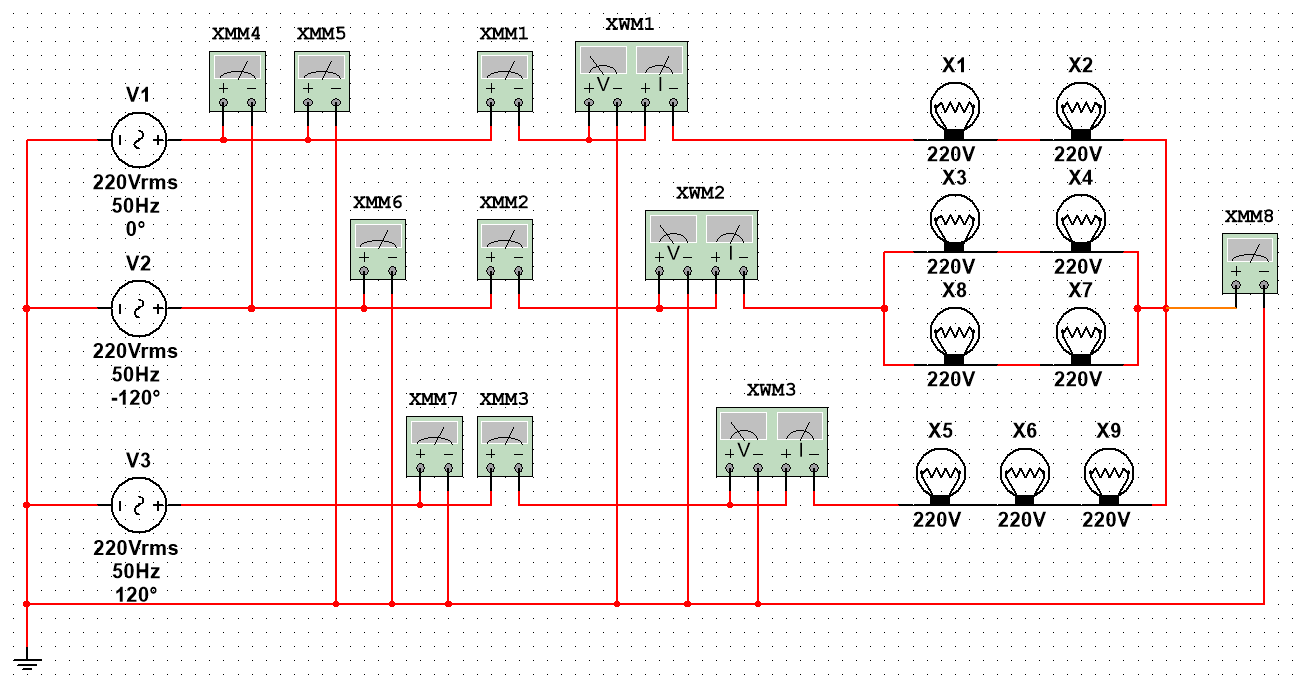 XMM4 XMM5 XMM1 XWM1
+ − + − + − + V − + I −
X1 X2
V1
220V 220V
220Vrms
50Hz
0°
X3 X4
XMM6 XMM2 XWM2
+ − + − + V − + I −
XMM8
+ −
V2
220V 220V
X8 X7
220Vrms
50Hz
-120°
220V 220V
XMM7 XMM3 XWM3
+ − + − + V − + I −
X5 X6 X9
V3
220V 220V 220V
220Vrms
50Hz
120°